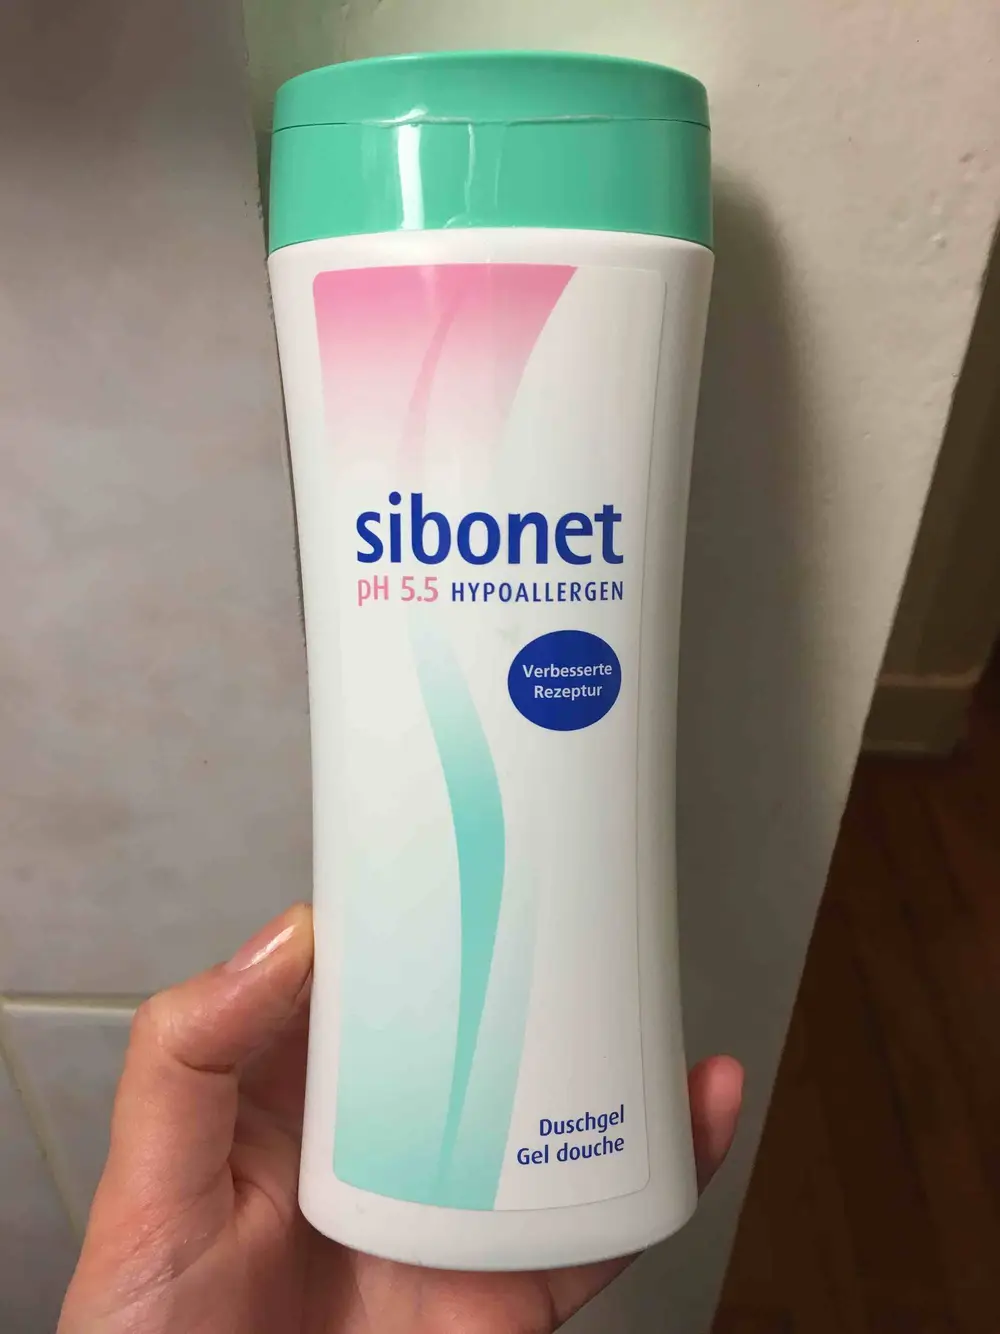 sibonet
pH 5.5 HYPOALLERGEN
Verbesserte
Rezeptur
Duschgel
Gel douche